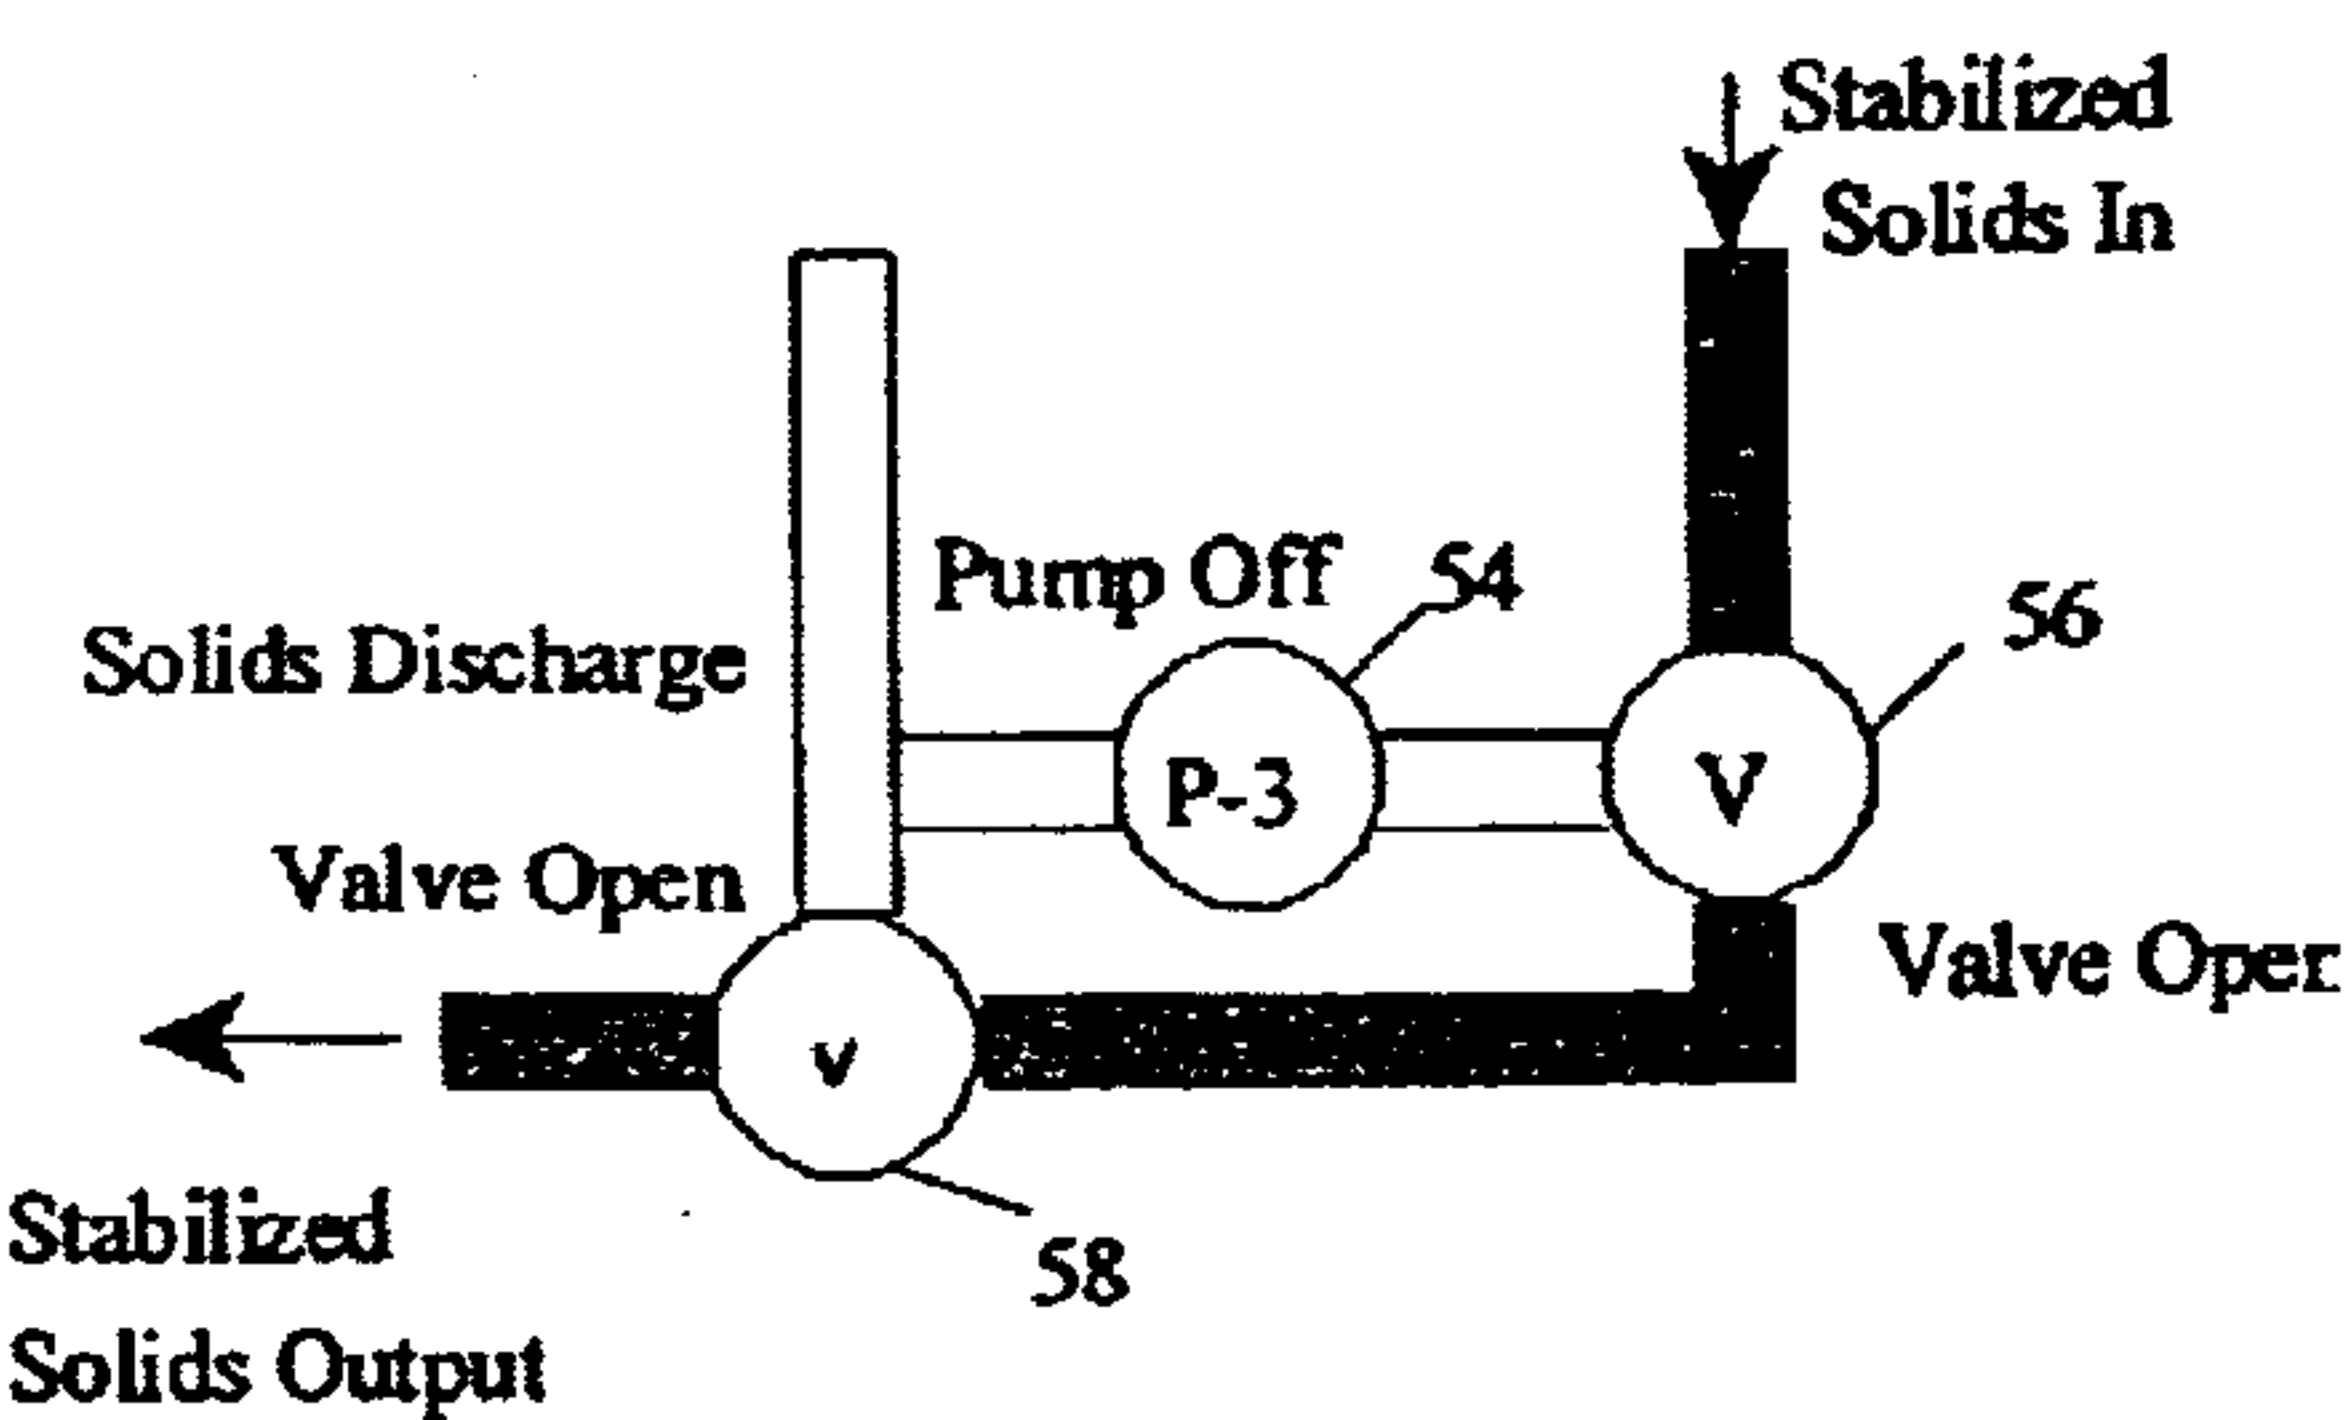 Stabilized
Solids In
Pump Off
54
56
Solids Discharge
P-3
V
Valve Open
Valve Oper
v
58
Stabilized
Solids Output